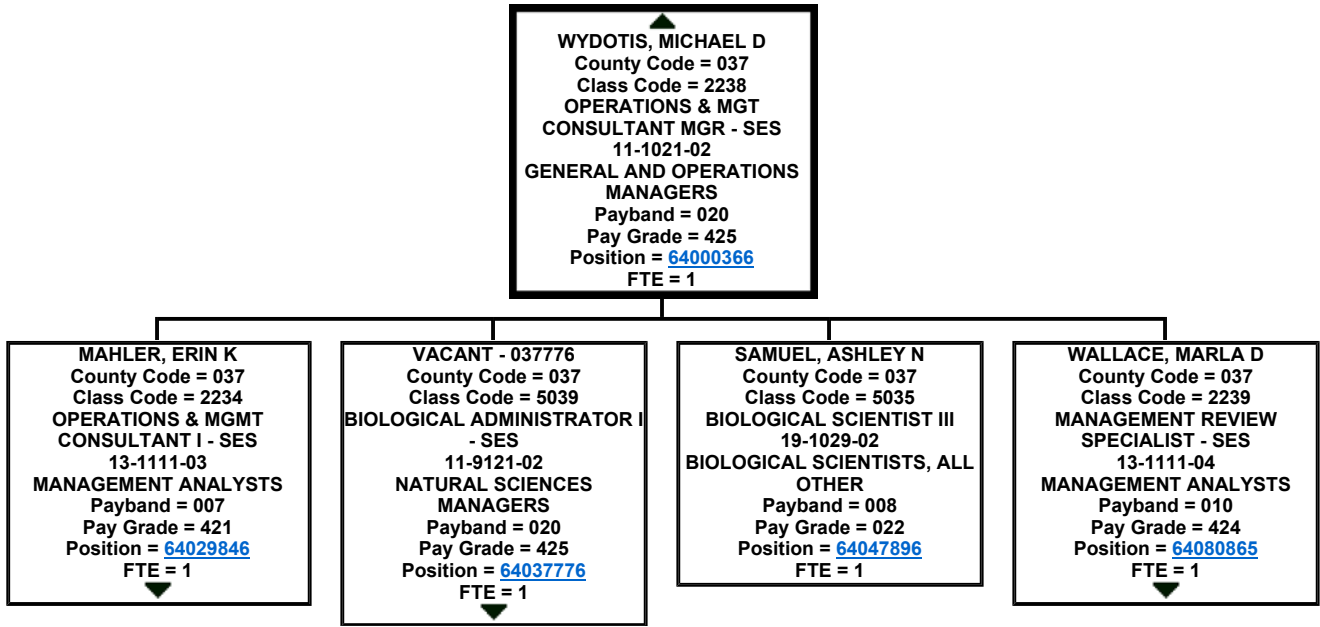 WYDOTIS, MICHAEL D
County Code = 037
Class Code = 2238
OPERATIONS & MGT
CONSULTANT MGR - SES
11-1021-02
GENERAL AND OPERATIONS
MANAGERS
Payband = 020
Pay Grade = 425
Position = 64000366
FTE = 1
MAHLER, ERIN K
County Code = 037
Class Code = 2234
OPERATIONS & MGMT
CONSULTANT I - SES
13-1111-03
MANAGEMENT ANALYSTS
Payband = 007
Pay Grade = 421
Position = 64029846
FTE = 1
VACANT - 037776
County Code = 037
Class Code = 5039
BIOLOGICAL ADMINISTRATOR I
- SES
11-9121-02
NATURAL SCIENCES
MANAGERS
Payband = 020
Pay Grade = 425
Position = 64037776
FTE = 1
SAMUEL, ASHLEY N
County Code = 037
Class Code = 5035
BIOLOGICAL SCIENTIST III
19-1029-02
BIOLOGICAL SCIENTISTS, ALL
OTHER
Payband = 008
Pay Grade = 022
Position = 64047896
FTE = 1
WALLACE, MARLA D
County Code = 037
Class Code = 2239
MANAGEMENT REVIEW
SPECIALIST - SES
13-1111-04
MANAGEMENT ANALYSTS
Payband = 010
Pay Grade = 424
Position = 64080865
FTE = 1